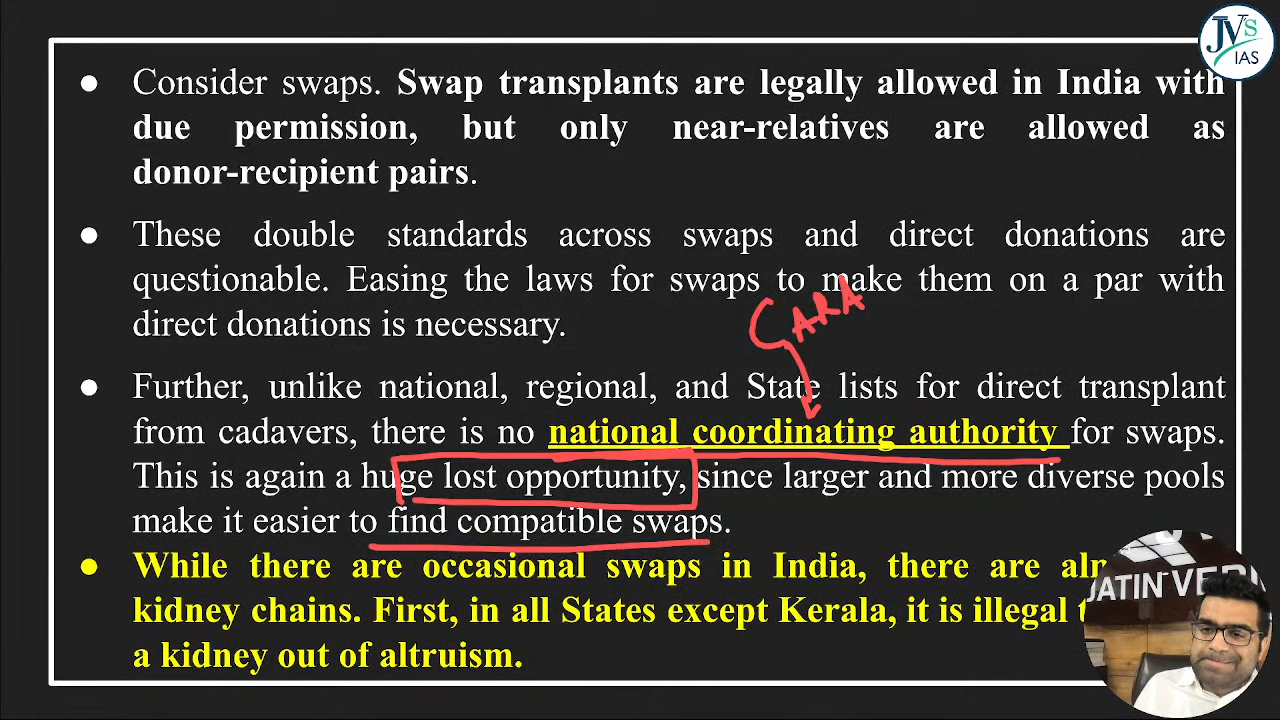 JVS
IAS
● Consider swaps. Swap transplants are legally allowed in India with
due permission, but only near-relatives are allowed as
donor-recipient pairs.
● These double standards across swaps and direct donations are
questionable. Easing the laws for swaps to make them on a par with
direct donations is necessary.
CARA
● Further, unlike national, regional, and State lists for direct transplant
from cadavers, there is no national coordinating authority for swaps.
This is again a huge lost opportunity, since larger and more diverse pools
make it easier to find compatible swaps.
● While there are occasional swaps in India, there are
kidney chains. First, in all States except Kerala, it is illegal
a kidney out of altruism.
JATIN